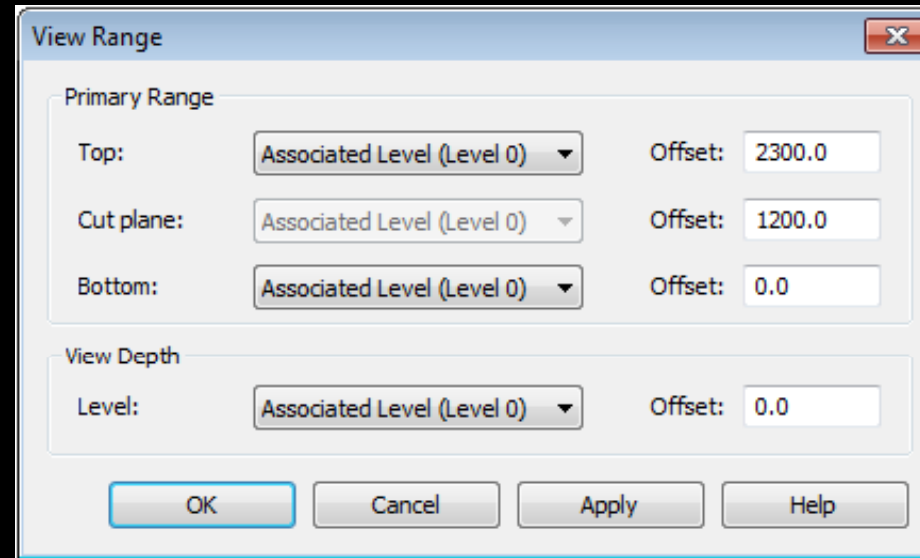 View Range
Primary Range
Top: Associated Level (Level 0) Offset: 2300.0
Cut plane: Associated Level (Level 0) Offset: 1200.0
Bottom: Associated Level (Level 0) Offset: 0.0
View Depth
Level: Associated Level (Level 0) Offset: 0.0
OK Cancel Apply Help